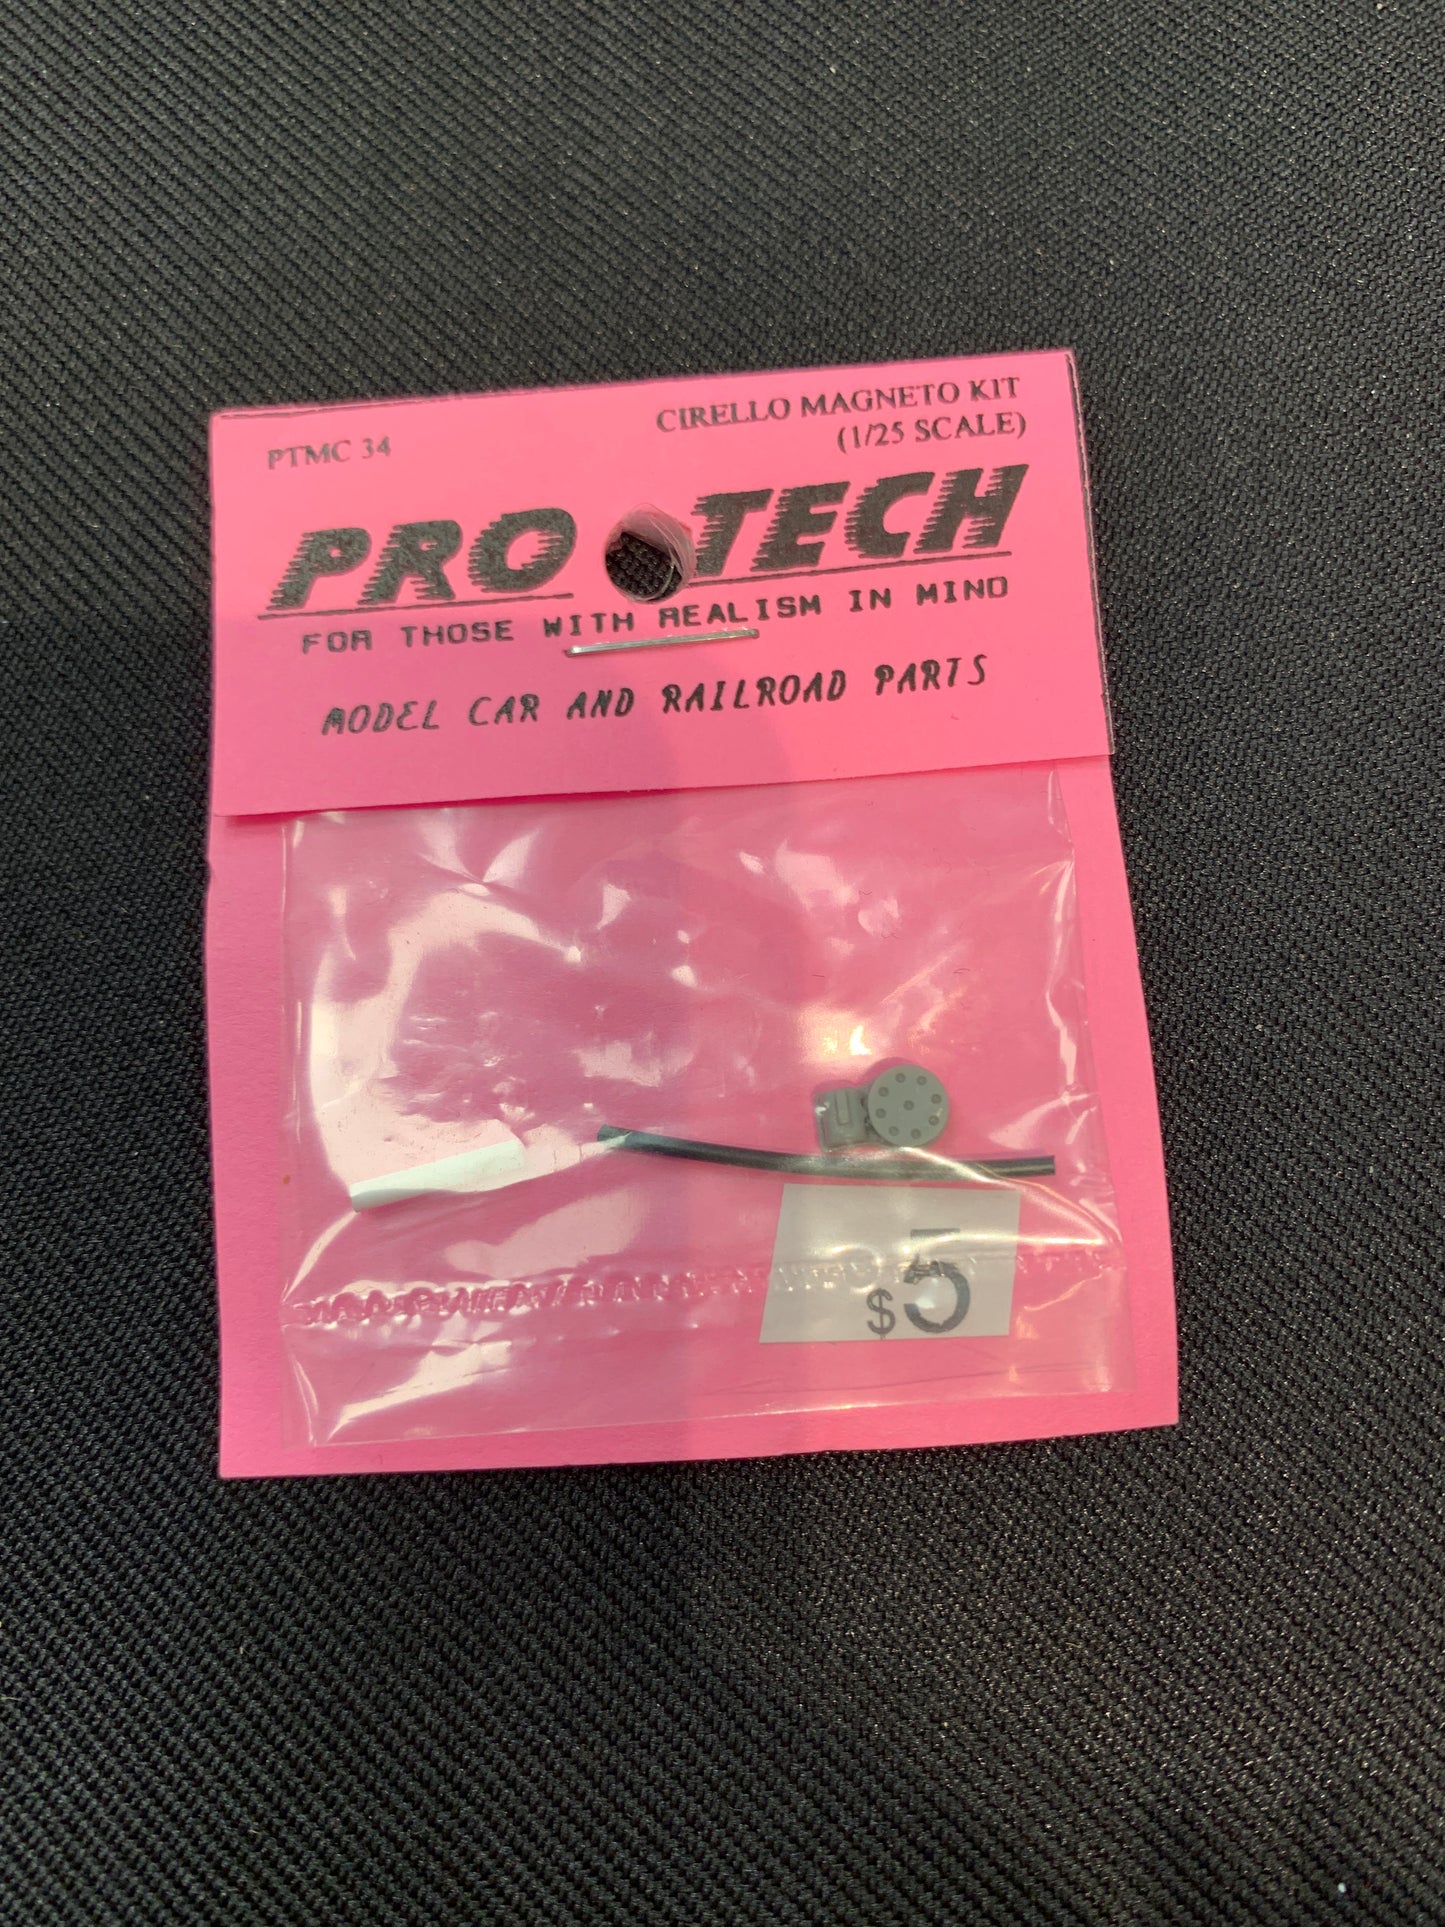 PTMC 34
CIRELLO MAGNETO KIT
(1/25 SCALE)
PRO TECH
FOR THOSE WITH REALISM IN MIND
MODEL CAR AND RAILROAD PARTS
$5